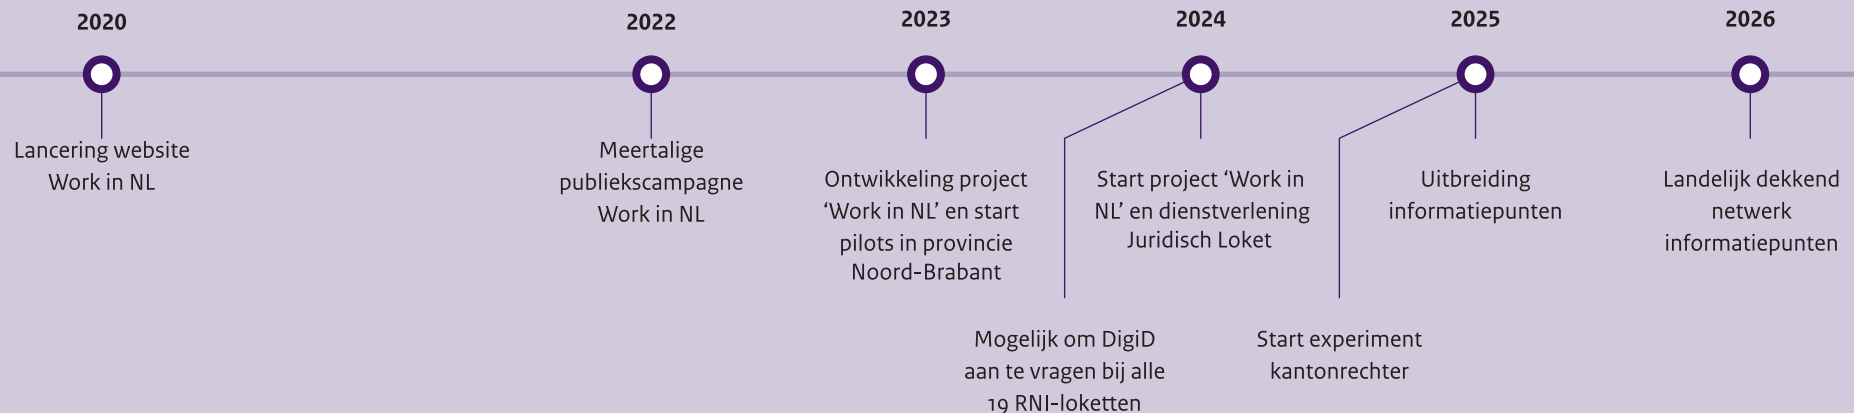 2020
Lancering website
Work in NL
2022
Meertalige
publiekscampagne
Work in NL
2023
Ontwikkeling project
‘Work in NL’ en start
pilots in provincie
Noord-Brabant
2024
Mogelijk om DigiD
aan te vragen bij alle
19 RNI-loketten
Start project ‘Work in
NL’ en dienstverlening
Juridisch Loket
2025
Start experiment
kantonrechter
Uitbreiding
informatiepunten
2026
Landelijk dekkend
netwerk
informatiepunten